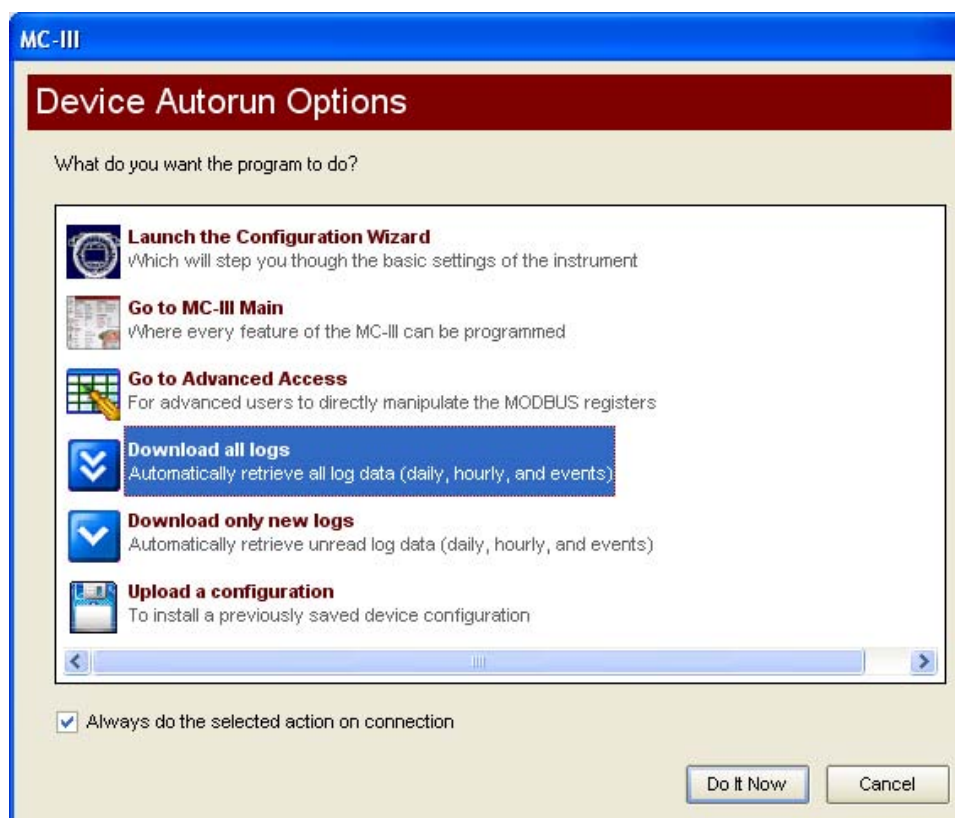 MC-III
Device Autorun Options
What do you want the program to do?
Launch the Configuration Wizard
Which will step you though the basic settings of the instrument
Go to MC-III Main
Where every feature of the MC-III can be programmed
Go to Advanced Access
For advanced users to directly manipulate the MODBUS registers
Download all logs
Automatically retrieve all log data (daily, hourly, and events)
Download only new logs
Automatically retrieve unread log data (daily, hourly, and events)
Upload a configuration
To install a previously saved device configuration
Always do the selected action on connection
Do It Now Cancel